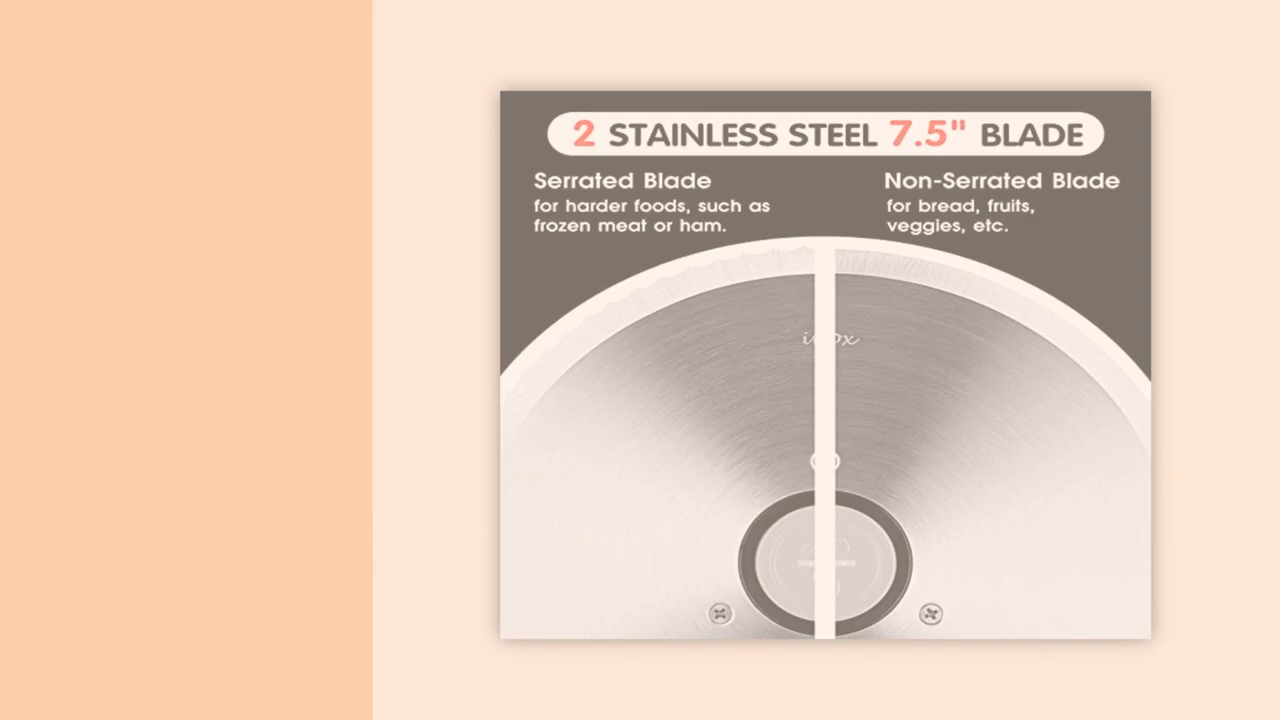 2 STAINLESS STEEL 7.5" BLADE
Serrated Blade
for harder foods, such as
frozen meat or ham.
Non-Serrated Blade
for bread, fruits,
veggies, etc.